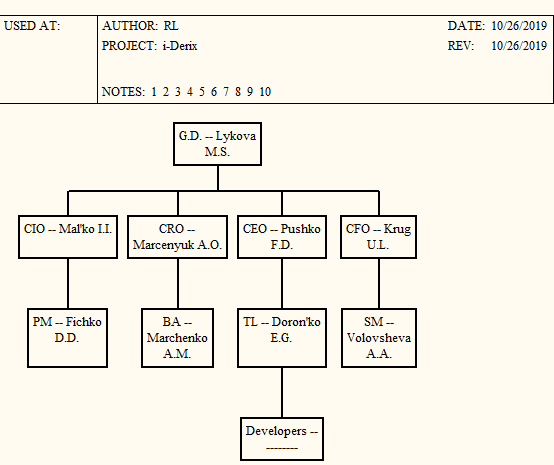 USED AT:
AUTHOR: RL
DATE: 10/26/2019
PROJECT: i-Derix
REV: 10/26/2019
NOTES: 1 2 3 4 5 6 7 8 9 10
G.D. -- Lykova
M.S.
CIO -- Mal'ko I.I.
CRO --
Marcenyuk A.O.
CEO -- Pushko
F.D.
CFO -- Krug
U.L.
PM -- Fichko
D.D.
BA --
Marchenko
A.M.
TL -- Doron'ko
E.G.
SM --
Volovsheva
A.A.
Developers --
--------